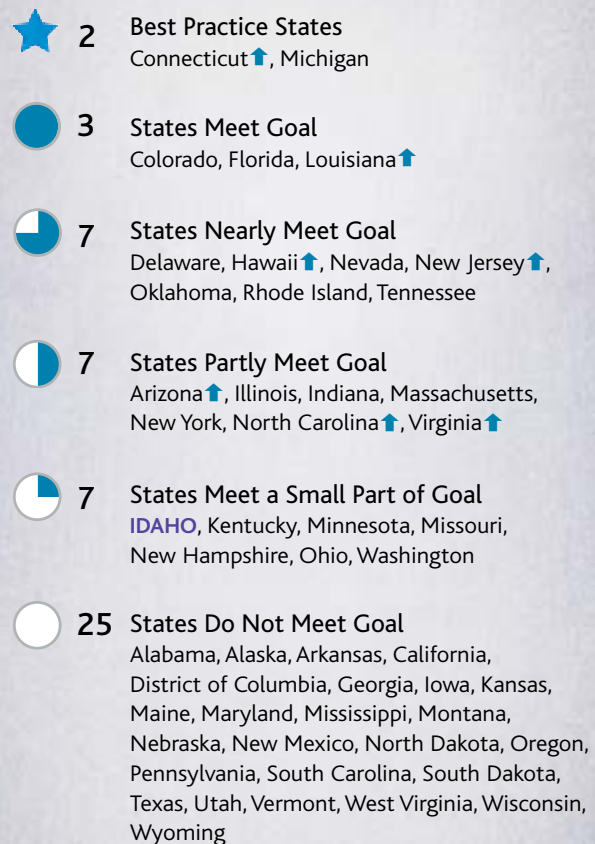 2 Best Practice States
Connecticut⬆, Michigan
3 States Meet Goal
Colorado, Florida, Louisiana⬆
7 States Nearly Meet Goal
Delaware, Hawaii⬆, Nevada, New Jersey⬆,
Oklahoma, Rhode Island, Tennessee
7 States Partly Meet Goal
Arizona⬆, Illinois, Indiana, Massachusetts,
New York, North Carolina⬆, Virginia⬆
7 States Meet a Small Part of Goal
IDAHO, Kentucky, Minnesota, Missouri,
New Hampshire, Ohio, Washington
25 States Do Not Meet Goal
Alabama, Alaska, Arkansas, California,
District of Columbia, Georgia, Iowa, Kansas,
Maine, Maryland, Mississippi, Montana,
Nebraska, New Mexico, North Dakota, Oregon,
Pennsylvania, South Carolina, South Dakota,
Texas, Utah, Vermont, West Virginia, Wisconsin,
Wyoming